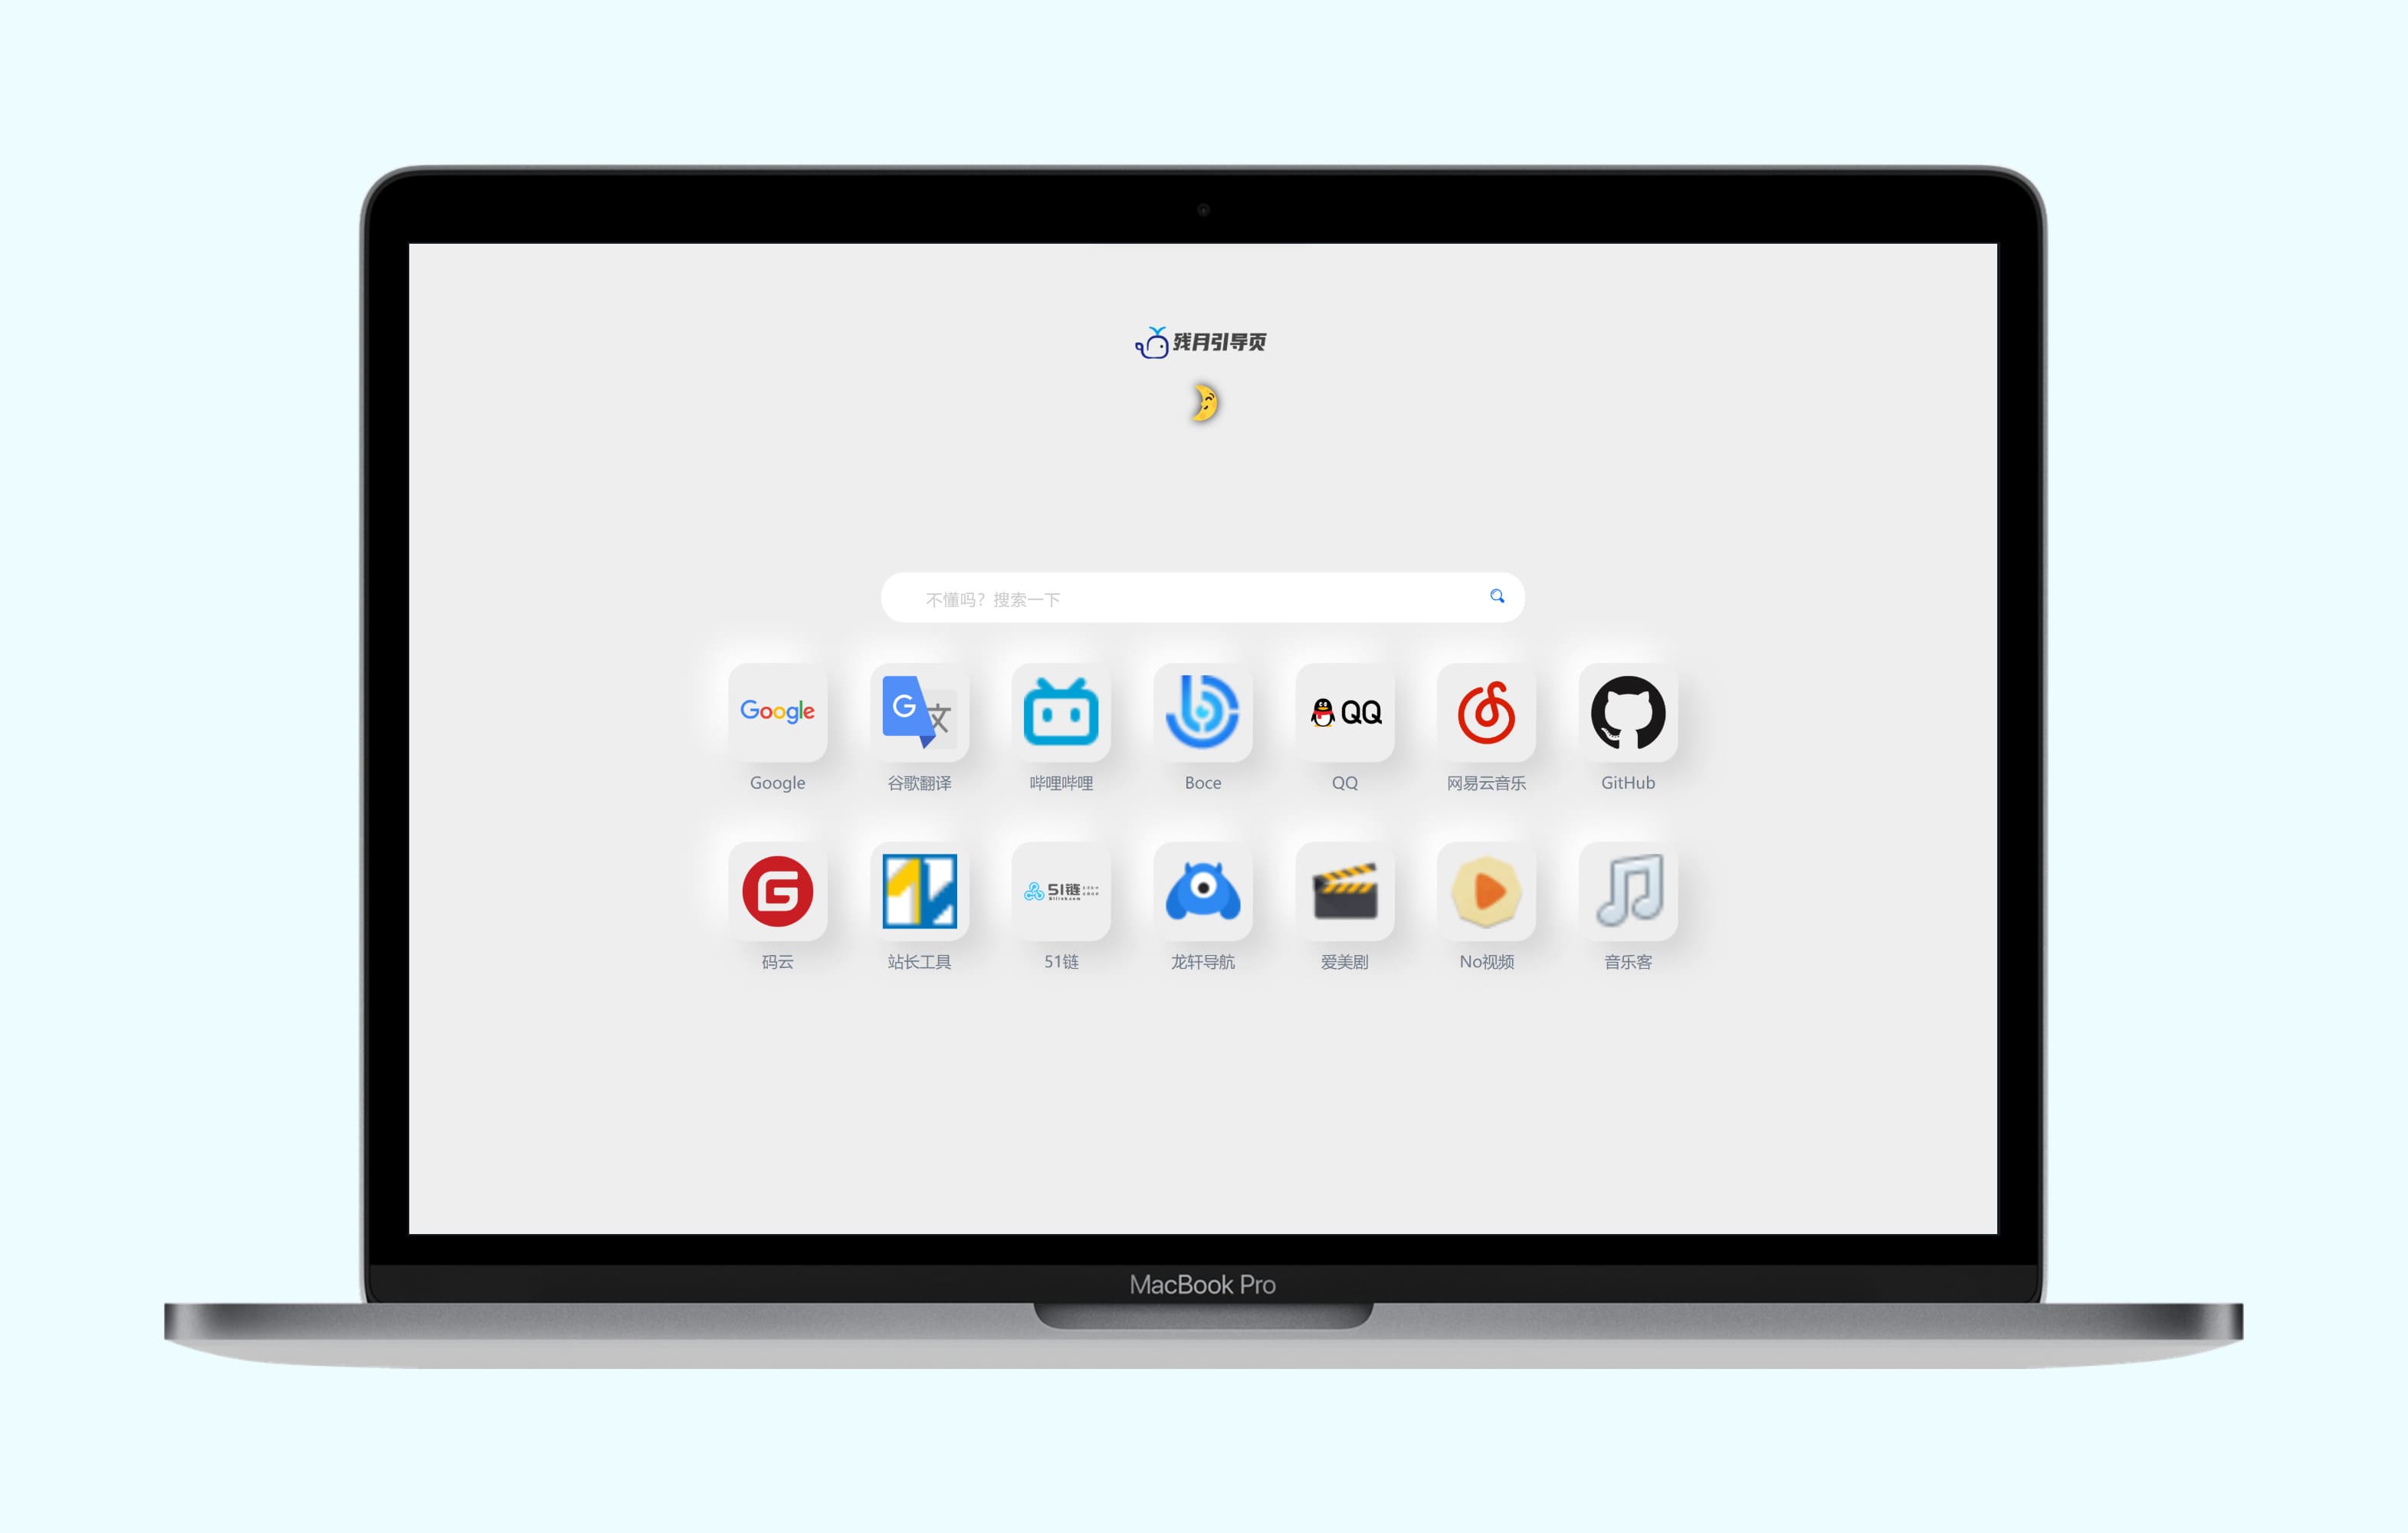 残月引导页
不懂吗？搜索一下
Google
G 文
QQ
Google 谷歌翻译 哔哩哔哩 Boce QQ 网易云音乐 GitHub
51链
51link.com
码云 站长工具 51链 龙轩导航 爱美剧 No视频 音乐客
MacBook Pro